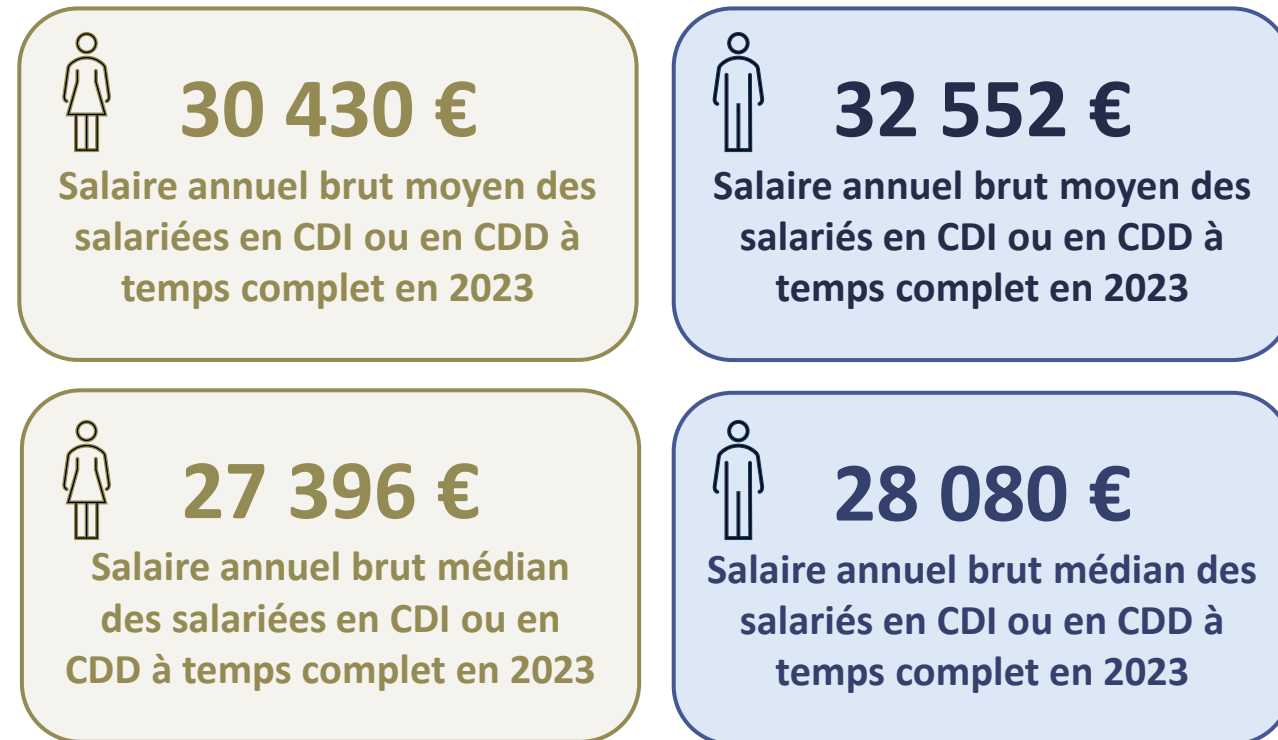 30 430 €
Salaire annuel brut moyen des
salariées en CDI ou en CDD à
temps complet en 2023
32 552 €
Salaire annuel brut moyen des
salariés en CDI ou en CDD à
temps complet en 2023
27 396 €
Salaire annuel brut médian
des salariées en CDI ou en
CDD à temps complet en 2023
28 080 €
Salaire annuel brut médian des
salariés en CDI ou en CDD à
temps complet en 2023